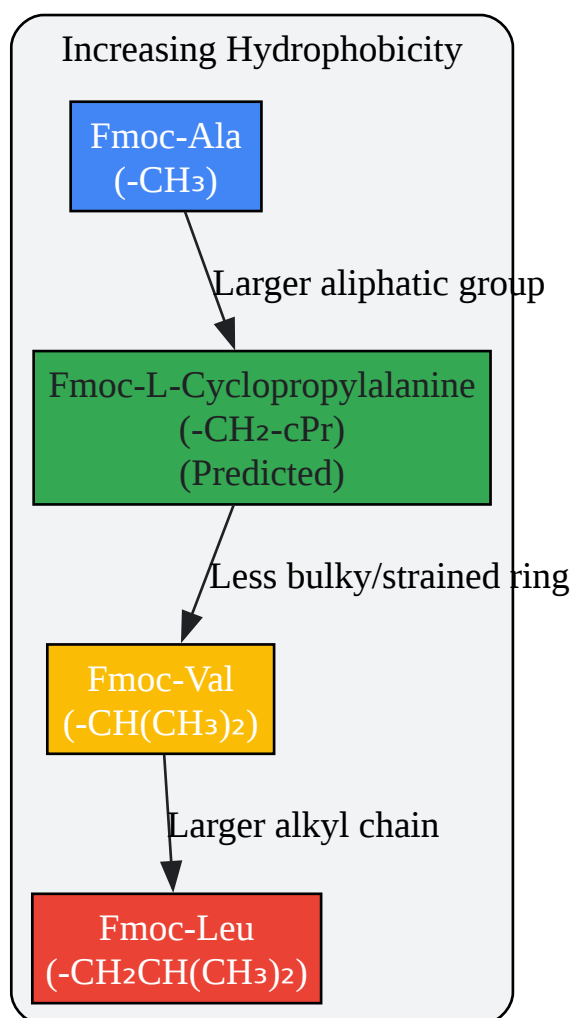 Increasing Hydrophobicity
Fmoc-Ala
(-CH₃)
Larger aliphatic group
Fmoc-L-Cyclopropylalanine
(-CH₂-cPr)
(Predicted)
Less bulky/strained ring
Fmoc-Val
(-CH(CH₃)₂)
Larger alkyl chain
Fmoc-Leu
(-CH₂CH(CH₃)₂)